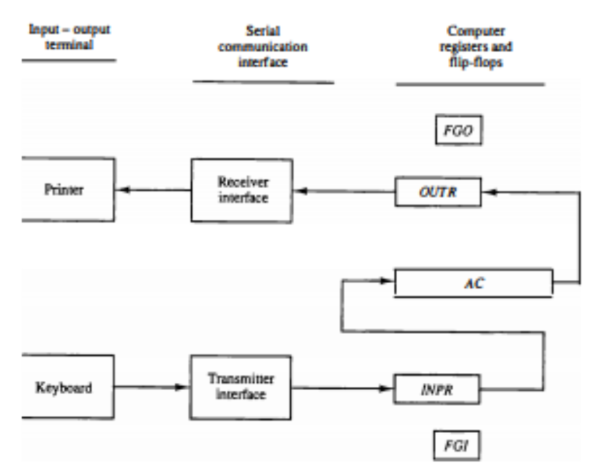 Input – output
terminal
Serial
communication
interface
Computer
registers and
flip-flops
FGO
Printer
Receiver
interface
OUTR
AC
Keyboard
Transmitter
interface
INPR
FGI